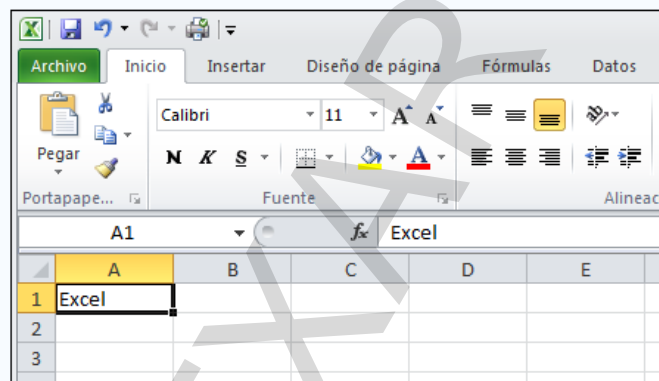 Archivo Inicio Insertar Diseño de página Fórmulas Datos
Calibri 11 A A
Pegar N K S A
Portapape... Fuente Alineac
A1 fx Excel
A B C D E
1 Excel
2
3